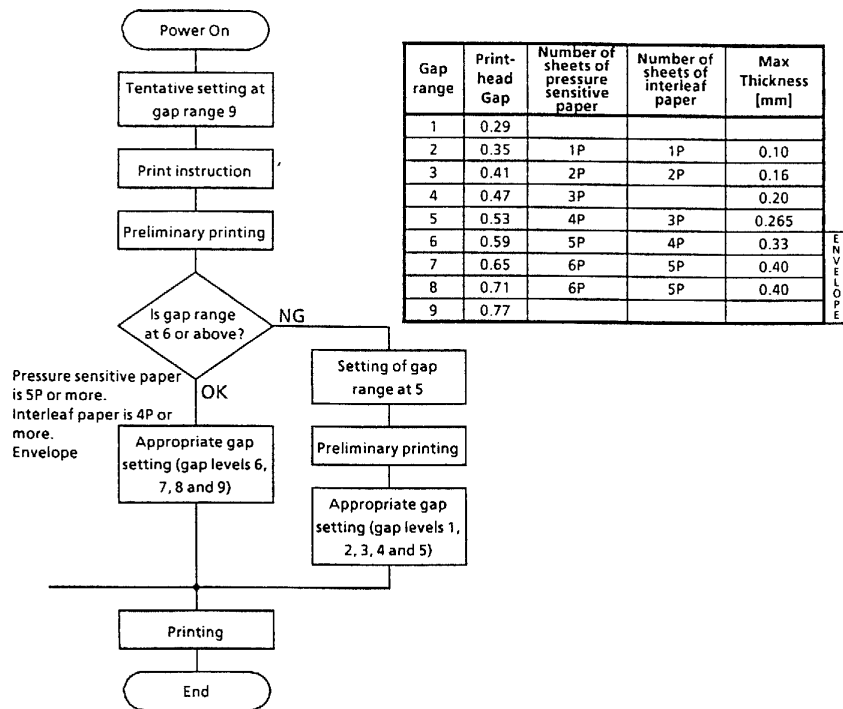 Power On
Tentative setting at
gap range 9
Print instruction
Preliminary printing
Is gap range
at 6 or above?
NG
OK
Pressure sensitive paper
is 5P or more.
Interleaf paper is 4P or
more.
Envelope
Appropriate gap
setting (gap levels 6,
7, 8 and 9)
Setting of gap
range at 5
Preliminary printing
Appropriate gap
setting (gap levels 1,
2, 3, 4 and 5)
Printing
End
Gap
range
Print-
head
Gap
Number of
sheets of
pressure
sensitive
paper
Number of
sheets of
interleaf
paper
Max
Thickness
[mm]
1 0.29
2 0.35 1P 1P 0.10
3 0.41 2P 2P 0.16
4 0.47 3P 0.20
5 0.53 4P 3P 0.265
6 0.59 5P 4P 0.33
7 0.65 6P 5P 0.40
8 0.71 6P 5P 0.40
9 0.77
ENVELOPE